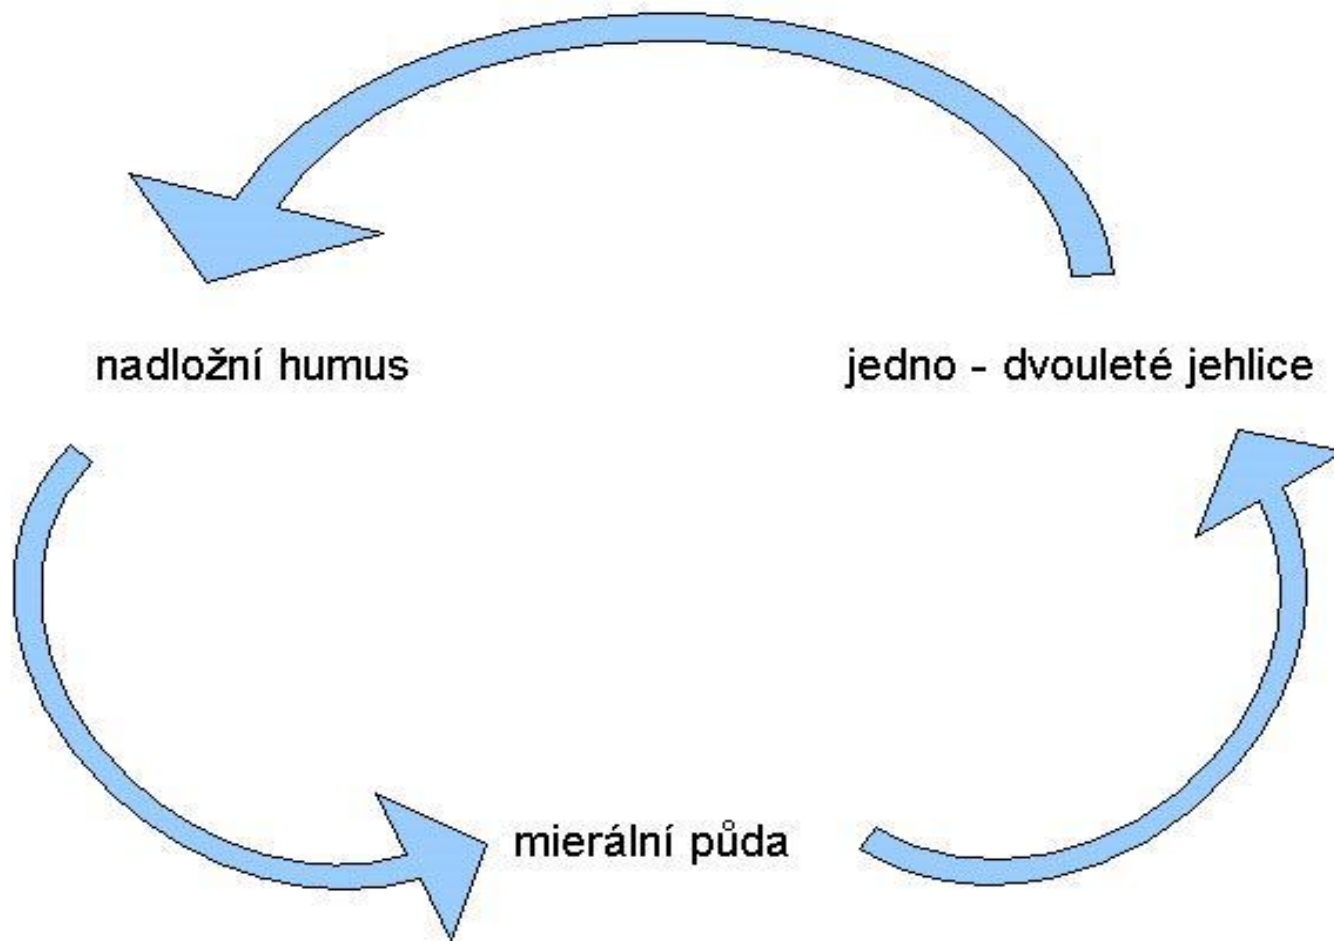 nadložní humus
jedno - dvouleté jehlice
mierální půda